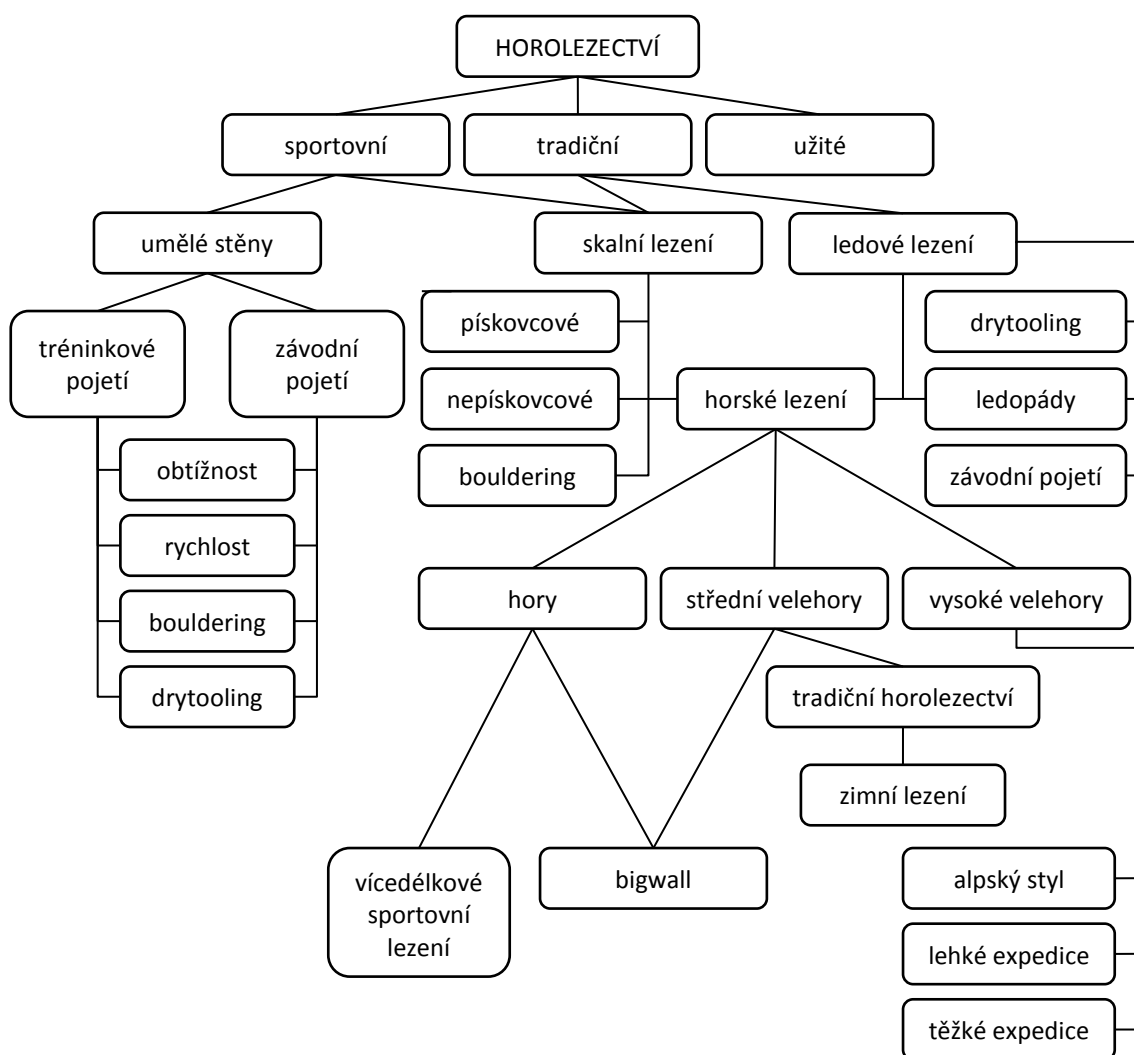 HOROLEZECTVÍ
sportovní
tradiční
užité
umělé stěny
skalní lezení
ledové lezení
tréninkové
pojetí
závodní
pojetí
pískovcové
drytooling
nepískovcové
horské lezení
ledopády
obtížnost
bouldering
závodní pojetí
rychlost
bouldering
drytooling
hory
střední velehory
vysoké velehory
tradiční horolezectví
zimní lezení
vícedélkové
sportovní
lezení
bigwall
alpský styl
lehké expedice
těžké expedice